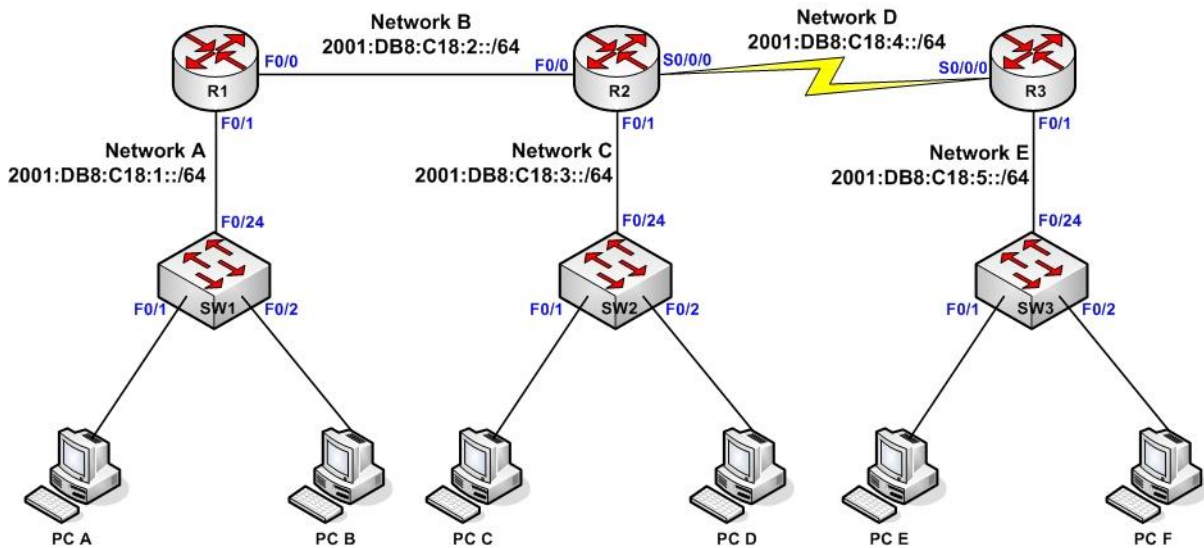 Network B
2001:DB8:C18:2::/64
Network D
2001:DB8:C18:4::/64
F0/0
F0/0
S0/0/0
S0/0/0
R1
R2
R3
F0/1
F0/1
F0/1
Network A
2001:DB8:C18:1::/64
Network C
2001:DB8:C18:3::/64
Network E
2001:DB8:C18:5::/64
F0/24
F0/24
F0/24
F0/1
SW1
F0/2
F0/1
SW2
F0/2
F0/1
SW3
F0/2
PC A
PC B
PC C
PC D
PC E
PC F